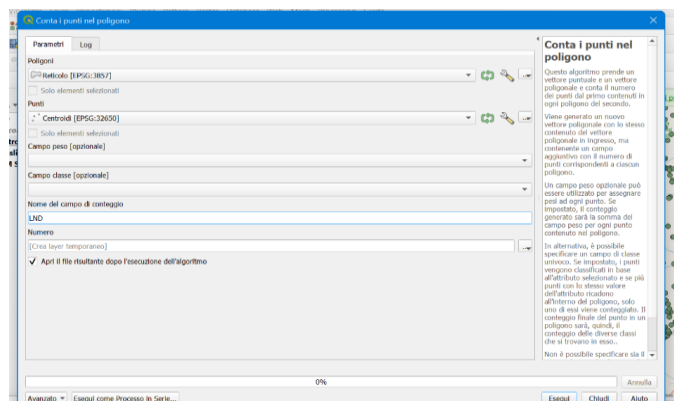 Conta i punti nel poligono
Parametri Log
Poligoni
Reticolo [EPSG:3857]
Solo elementi selezionati
Punti
Centroidi [EPSG:32650]
Solo elementi selezionati
Campo peso [opzionale]
Campo classe [opzionale]
Nome del campo di conteggio
LND
Numero
[Crea layer temporaneo]
Apri il file risultante dopo l'esecuzione dell'algoritmo
Conta i punti nel
poligono
Questo algoritmo prende un
vettore puntuale e un vettore
poligonale e conta il numero
dei punti dal primo contenuti in
ogni poligono del secondo.
Viene generato un nuovo
vettore poligonale con lo stesso
contenuto del vettore
poligonale in ingresso, ma
contenente un campo
aggiuntivo con il numero di
punti corrispondenti a ciascun
poligono.
Un campo peso opzionale può
essere utilizzato per assegnare
pesi ad ogni punto. Se
impostato, il conteggio
generato sarà la somma del
campo peso per ogni punto
contenuto nel poligono.
In alternativa, è possibile
specificare un campo di classe
univoco. Se impostato, i punti
vengono classificati in base
all'attributo selezionato e se più
punti con lo stesso valore
dell'attributo ricadono
all'interno del poligono, solo
uno di essi viene conteggiato. Il
conteggio finale del punto in un
poligono sarà, quindi, il
conteggio delle diverse classi
che si trovano in esso..
Non è possibile specificare sia il
0%
Annulla
Avanzato Esegui come Processo in Serie...
Esegui Chiudi Aiuto